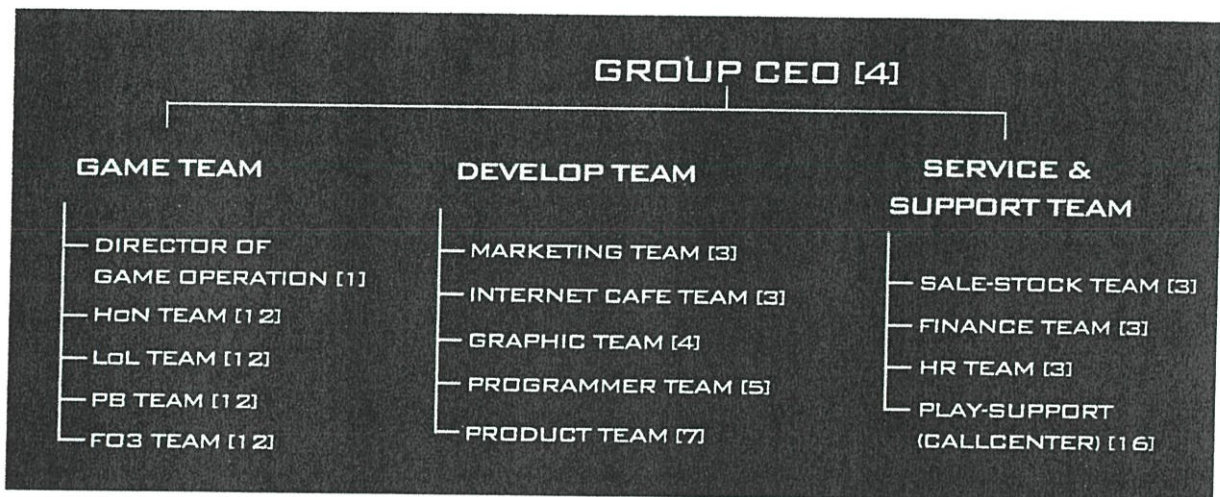 GROUP CEO [4]
GAME TEAM
DIRECTOR OF
GAME OPERATION [1]
HoN TEAM [12]
LoL TEAM [12]
PB TEAM [12]
FO3 TEAM [12]
DEVELOP TEAM
MARKETING TEAM [3]
INTERNET CAFE TEAM [3]
GRAPHIC TEAM [4]
PROGRAMMER TEAM [5]
PRODUCT TEAM [7]
SERVICE &
SUPPORT TEAM
SALE-STOCK TEAM [3]
FINANCE TEAM [3]
HR TEAM [3]
PLAY-SUPPORT
(CALLCENTER) [16]